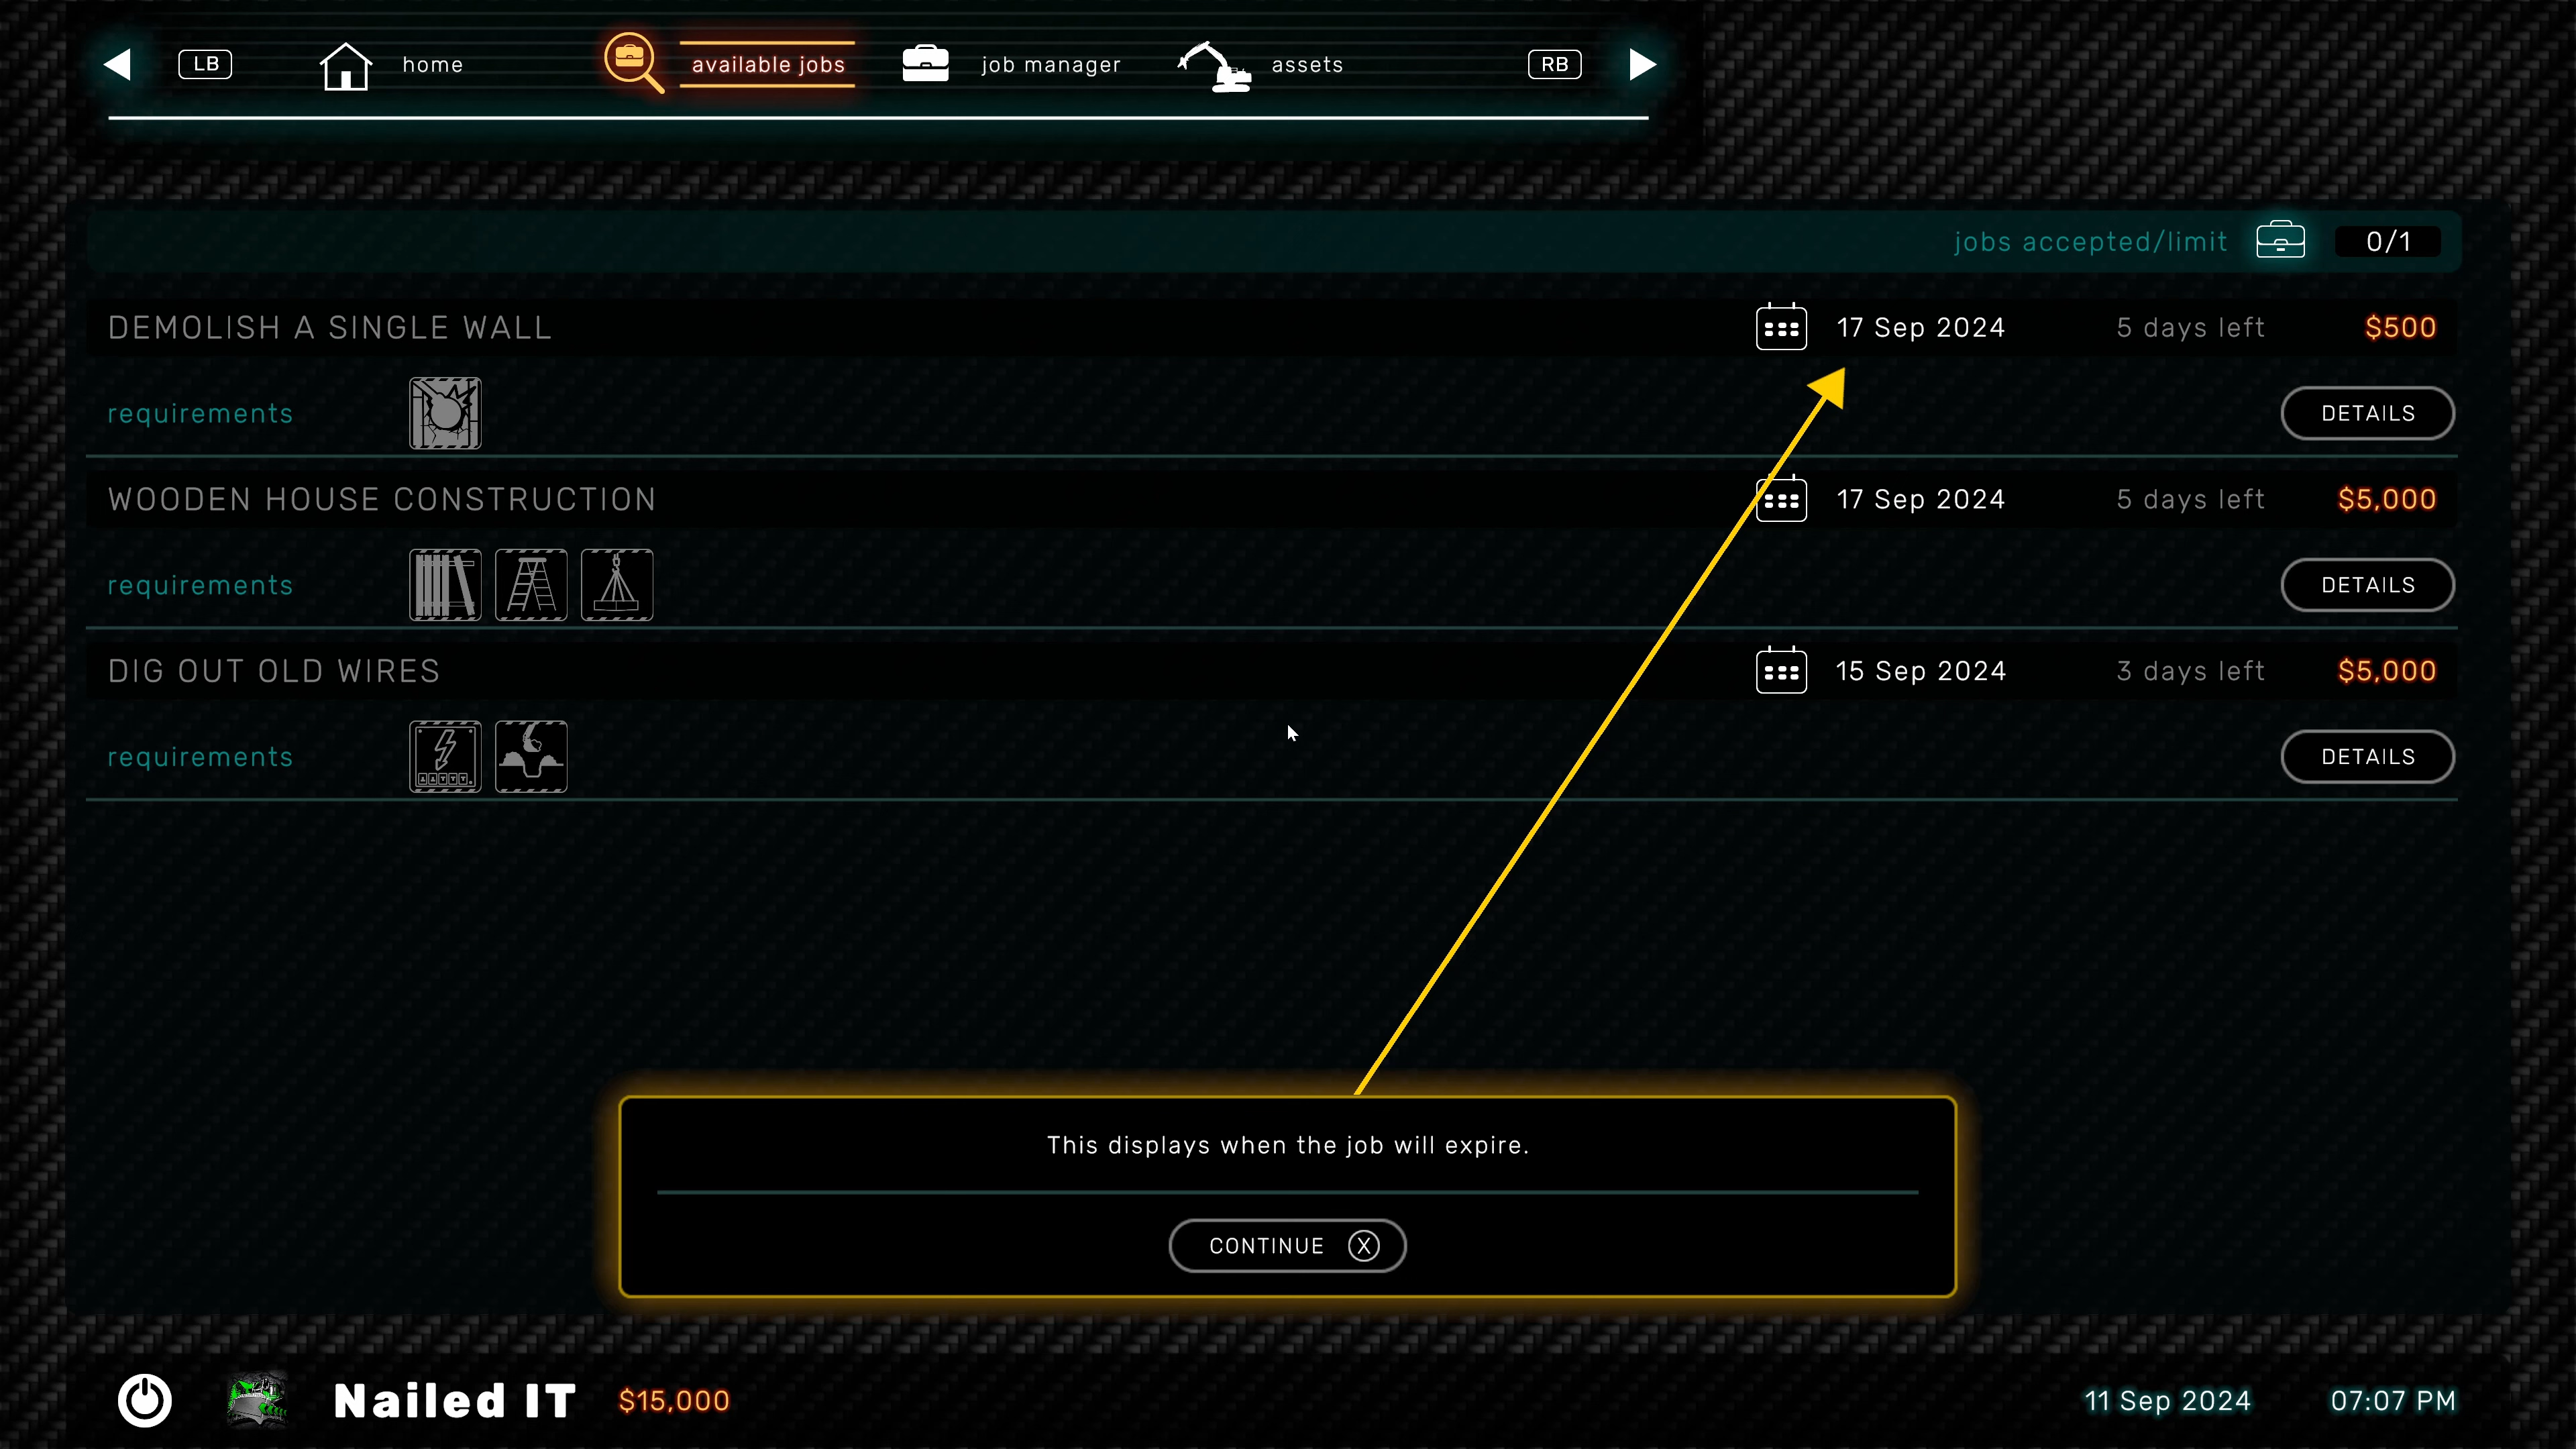 LB home available jobs job manager assets RB
jobs accepted/limit 0/1
DEMOLISH A SINGLE WALL 17 Sep 2024 5 days left $500
requirements DETAILS
WOODEN HOUSE CONSTRUCTION 17 Sep 2024 5 days left $5,000
requirements DETAILS
DIG OUT OLD WIRES 15 Sep 2024 3 days left $5,000
requirements DETAILS
This displays when the job will expire.
CONTINUE X
Nailed IT $15,000 11 Sep 2024 07:07 PM